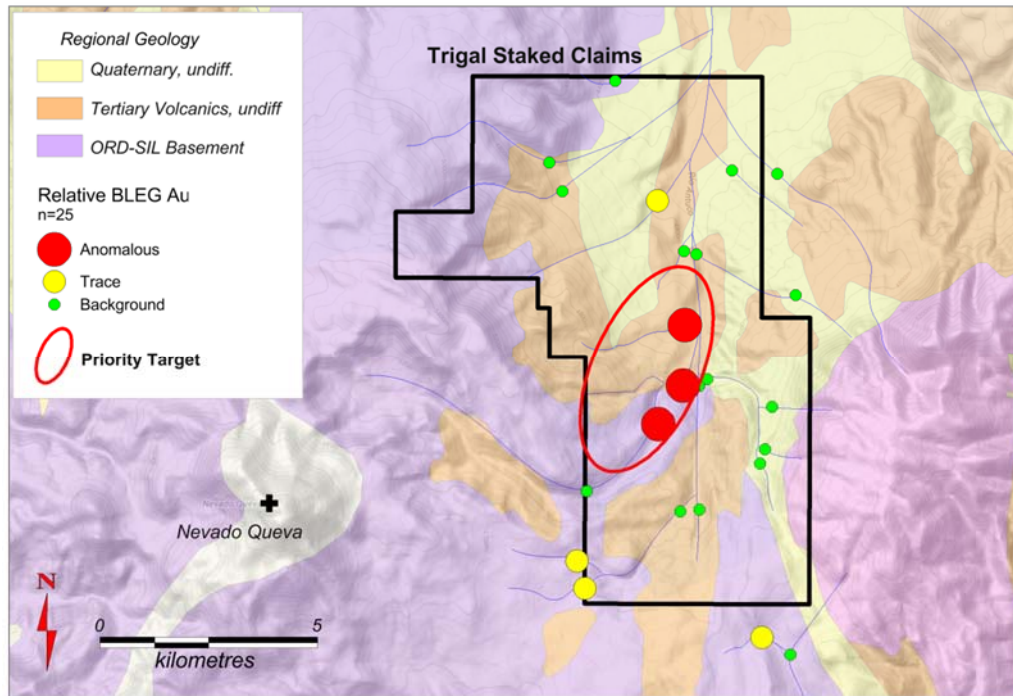 Regional Geology
Quaternary, undiff.
Tertiary Volcanics, undiff
ORD-SIL Basement
Relative BLEG Au
n=25
Anomalous
Trace
Background
Priority Target
Trigal Staked Claims
Nevado Queva
N
0 5
kilometres